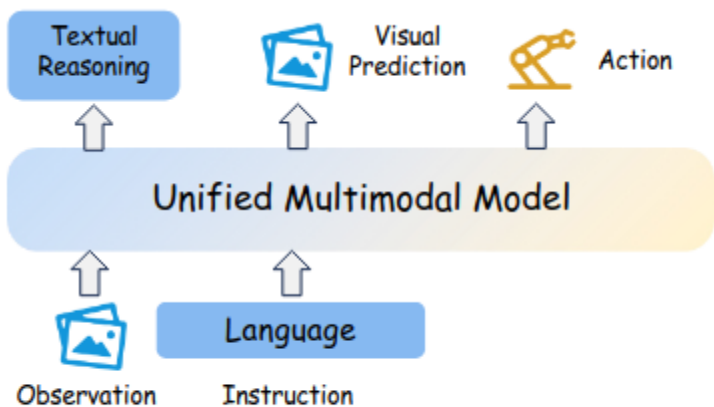 Textual
Reasoning
Visual
Prediction
Action
Unified Multimodal Model
Language
Observation
Instruction